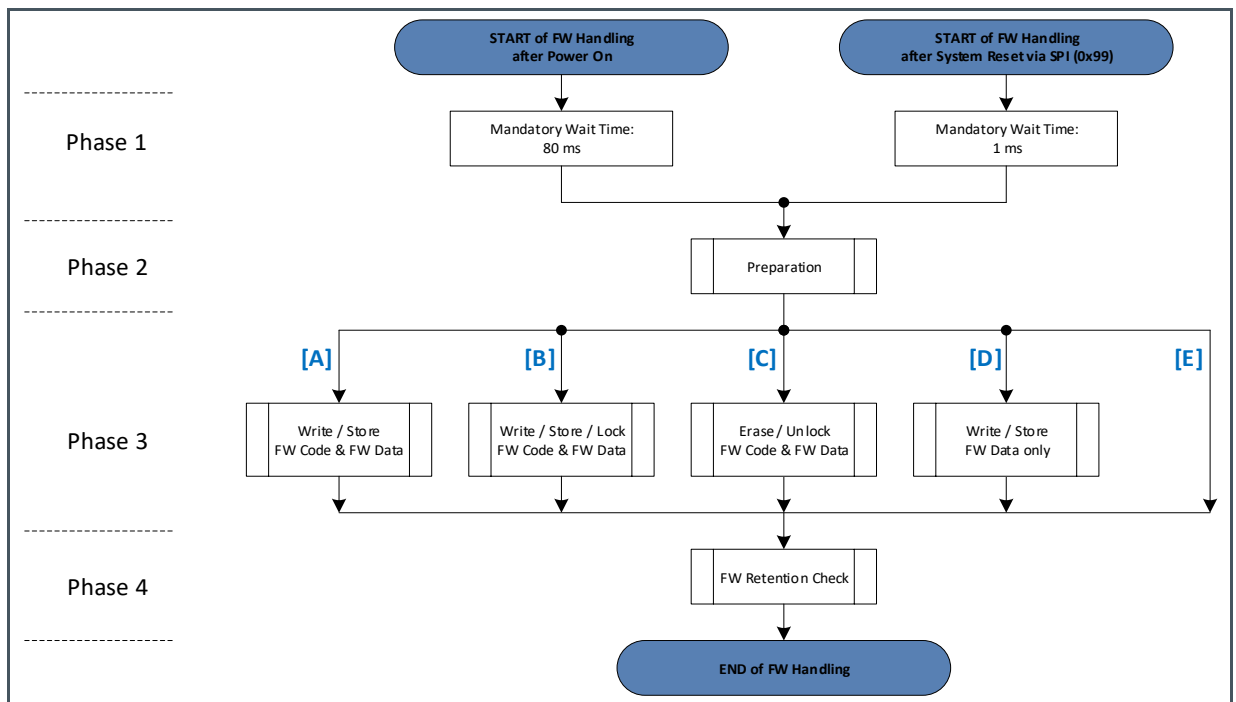 START of FW Handling
after Power On
START of FW Handling
after System Reset via SPI (0x99)
Phase 1
Mandatory Wait Time:
80 ms
Mandatory Wait Time:
1 ms
Phase 2
Preparation
[A]
[B]
[C]
[D]
[E]
Phase 3
Write / Store
FW Code & FW Data
Write / Store / Lock
FW Code & FW Data
Erase / Unlock
FW Code & FW Data
Write / Store
FW Data only
Phase 4
FW Retention Check
END of FW Handling